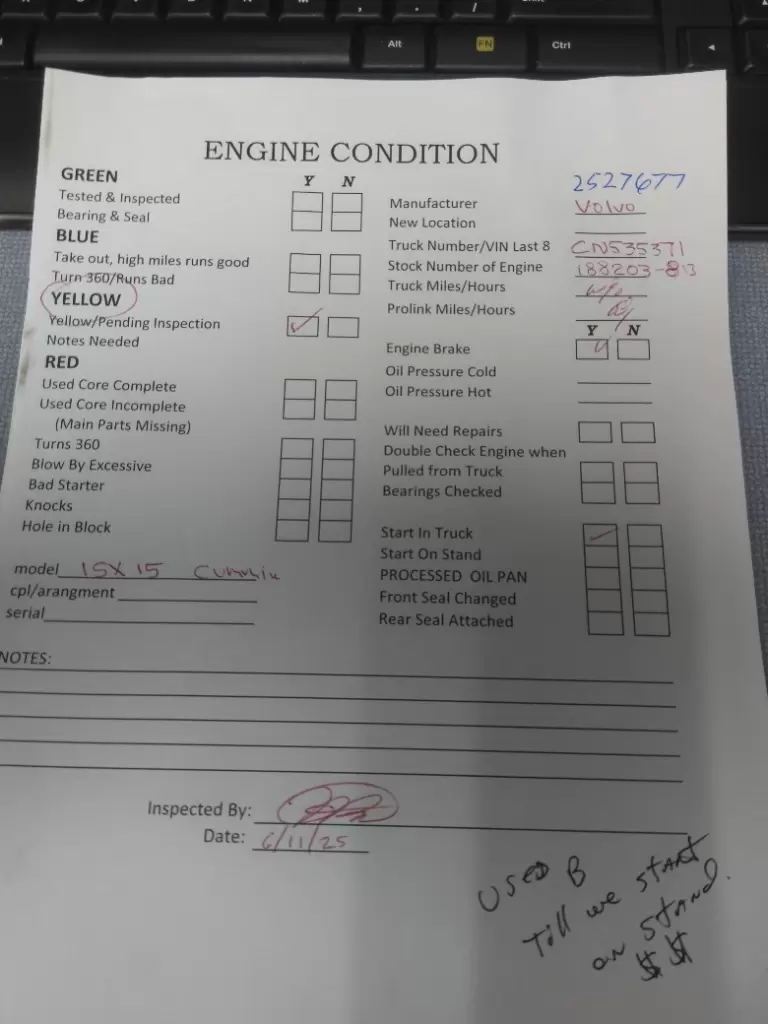 Alt
FN
Ctrl
ENGINE CONDITION
GREEN
Y N
Tested & Inspected
Bearing & Seal
BLUE
Take out, high miles runs good
Turn 360/Runs Bad
YELLOW
Yellow/Pending Inspection
Notes Needed
RED
Used Core Complete
Used Core Incomplete
(Main Parts Missing)
Turns 360
Blow By Excessive
Bad Starter
Knocks
Hole in Block
model ISX 15 Cummin
cpl/arangment
serial
2527677
Manufacturer Volvo
New Location
Truck Number/VIN Last 8 CN535371
Stock Number of Engine 188203-813
Truck Miles/Hours
Prolink Miles/Hours
Y N
Engine Brake
Oil Pressure Cold
Oil Pressure Hot
Will Need Repairs
Double Check Engine when
Pulled from Truck
Bearings Checked
Start In Truck
Start On Stand
PROCESSED OIL PAN
Front Seal Changed
Rear Seal Attached
NOTES:
Inspected By:
Date: 6/11/25
USED B
Till we START
on STAND.
$ $